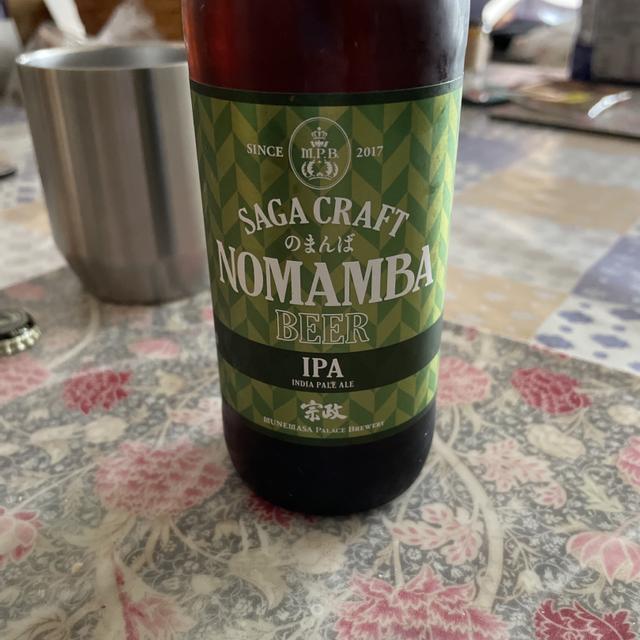 M.P.B
SINCE 2017
SAGA CRAFT
のまんば
NOMAMBA
BEER
IPA
INDIA PALE ALE
宗政
MUNEMASA PALACE BREWERY